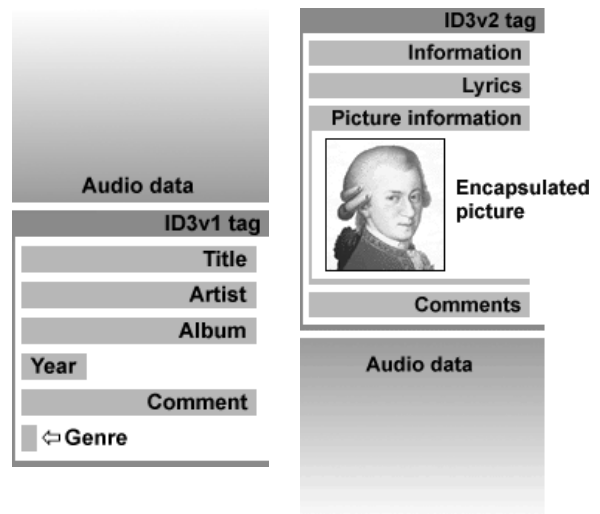 Audio data
ID3v1 tag
Title
Artist
Album
Year
Comment
⇦Genre
ID3v2 tag
Information
Lyrics
Picture information
Encapsulated
picture
Comments
Audio data